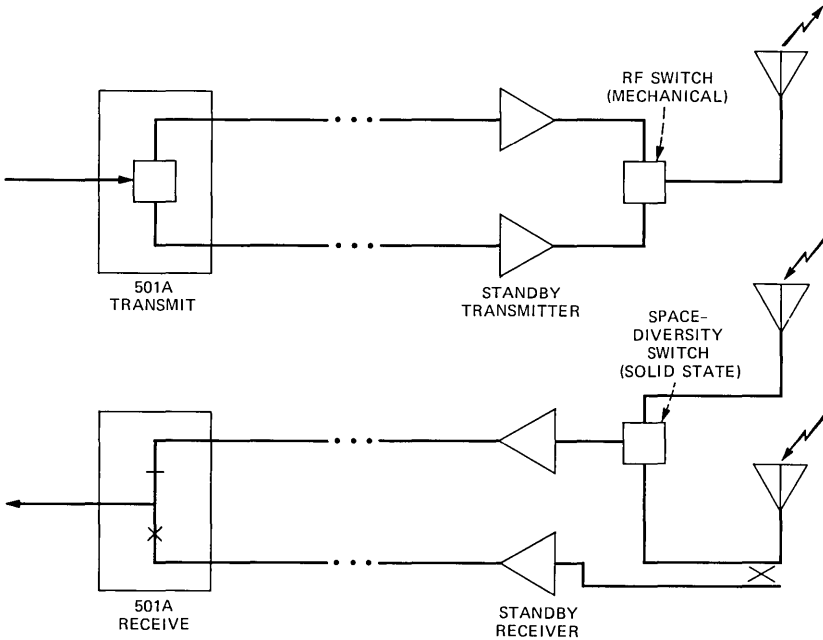 RF SWITCH
(MECHANICAL)
501A
TRANSMIT
STANDBY
TRANSMITTER
SPACE-
DIVERSITY
SWITCH
(SOLID STATE)
501A
RECEIVE
STANDBY
RECEIVER